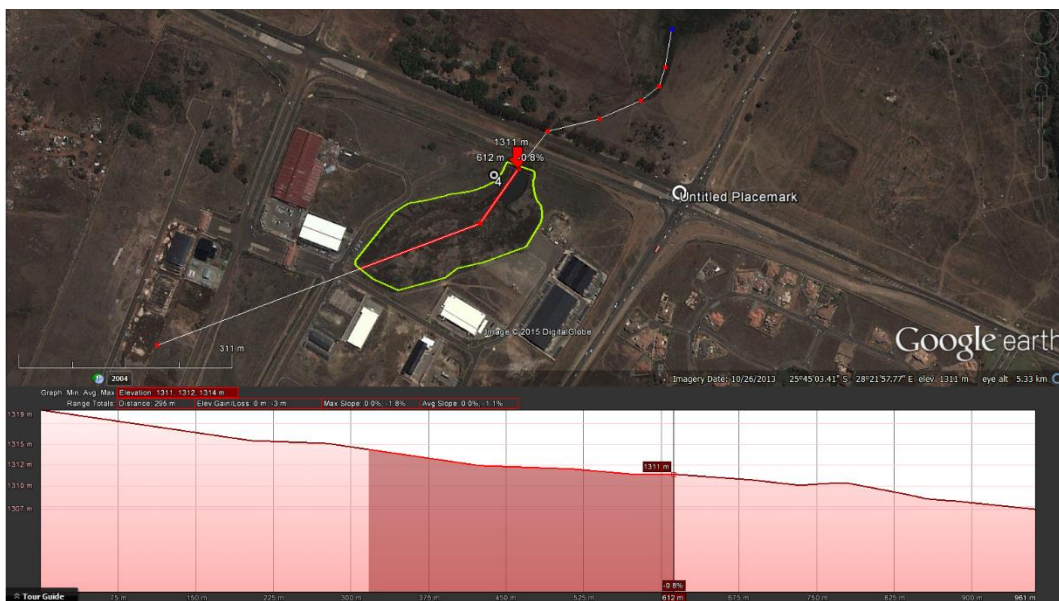 1311 m
612 m -0.8%
4
Untitled Placemark
Image © 2015 DigitalGlobe
311 m
Google earth
2004
Imagery Date: 10/26/2013 25°45'03.41" S 28°21'57.77" E elev 1311 m eye alt 5.33 km
Graph: Min, Avg, Max Elevation: 1311, 1312, 1314 m
Range Totals: Distance: 295 m Elev Gain/Loss: 0 m, -3 m Max Slope: 0.0%, -1.8% Avg Slope: 0.0%, -1.1%
1319 m
1315 m
1312 m
1310 m
1307 m
1311 m
-0.8%
Tour Guide
75 m 150 m 225 m 300 m 375 m 450 m 525 m 612 m 675 m 750 m 825 m 900 m 961 m